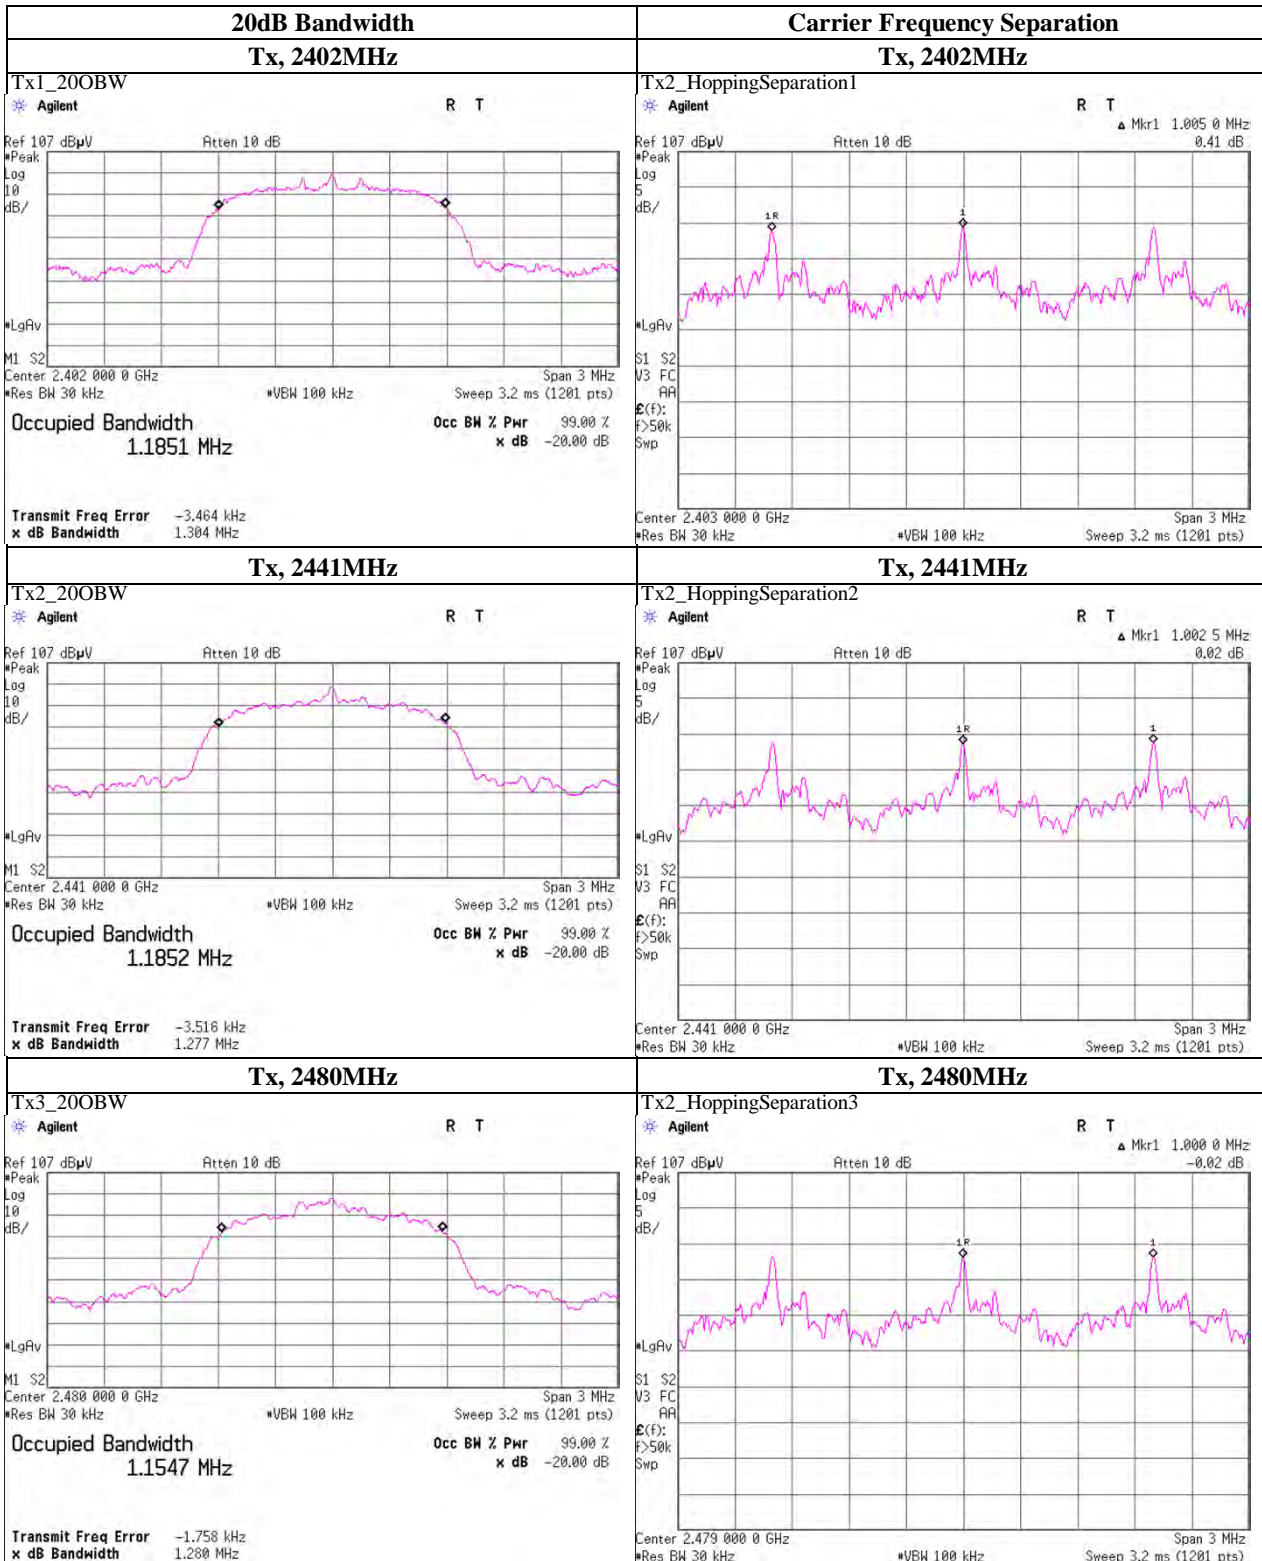 20dB Bandwidth
Carrier Frequency Separation
Tx, 2402MHz
Tx, 2402MHz
Tx1_20OBW
Agilent
R T
Ref 107 dBµV
Atten 10 dB
#Peak
Log
10
dB/
#LgAv
M1 S2
Center 2.402 000 0 GHz
Span 3 MHz
#Res BW 30 kHz
#VBW 100 kHz
Sweep 3.2 ms (1201 pts)
Occupied Bandwidth
1.1851 MHz
Occ BW % Pwr 99.00 %
x dB -20.00 dB
Transmit Freq Error -3.464 kHz
x dB Bandwidth 1.304 MHz
Tx2_HoppingSeparation1
Agilent
R T
Δ Mkr1 1.005 0 MHz
Ref 107 dBµV
Atten 10 dB
0.41 dB
#Peak
Log
5
dB/
1R
1
#LgAv
S1 S2
V3 FC
AA
£(f):
f>50k
Swp
Center 2.403 000 0 GHz
Span 3 MHz
#Res BW 30 kHz
#VBW 100 kHz
Sweep 3.2 ms (1201 pts)
Tx, 2441MHz
Tx, 2441MHz
Tx2_20OBW
Agilent
R T
Ref 107 dBµV
Atten 10 dB
#Peak
Log
10
dB/
#LgAv
M1 S2
Center 2.441 000 0 GHz
Span 3 MHz
#Res BW 30 kHz
#VBW 100 kHz
Sweep 3.2 ms (1201 pts)
Occupied Bandwidth
1.1852 MHz
Occ BW % Pwr 99.00 %
x dB -20.00 dB
Transmit Freq Error -3.516 kHz
x dB Bandwidth 1.277 MHz
Tx2_HoppingSeparation2
Agilent
R T
Δ Mkr1 1.002 5 MHz
Ref 107 dBµV
Atten 10 dB
0.02 dB
#Peak
Log
5
dB/
1R
1
#LgAv
S1 S2
V3 FC
AA
£(f):
f>50k
Swp
Center 2.441 000 0 GHz
Span 3 MHz
#Res BW 30 kHz
#VBW 100 kHz
Sweep 3.2 ms (1201 pts)
Tx, 2480MHz
Tx, 2480MHz
Tx3_20OBW
Agilent
R T
Ref 107 dBµV
Atten 10 dB
#Peak
Log
10
dB/
#LgAv
M1 S2
Center 2.480 000 0 GHz
Span 3 MHz
#Res BW 30 kHz
#VBW 100 kHz
Sweep 3.2 ms (1201 pts)
Occupied Bandwidth
1.1547 MHz
Occ BW % Pwr 99.00 %
x dB -20.00 dB
Transmit Freq Error -1.758 kHz
x dB Bandwidth 1.280 MHz
Tx2_HoppingSeparation3
Agilent
R T
Δ Mkr1 1.000 0 MHz
Ref 107 dBµV
Atten 10 dB
-0.02 dB
#Peak
Log
5
dB/
1R
1
#LgAv
S1 S2
V3 FC
AA
£(f):
f>50k
Swp
Center 2.479 000 0 GHz
Span 3 MHz
#Res BW 30 kHz
#VBW 100 kHz
Sweep 3.2 ms (1201 pts)